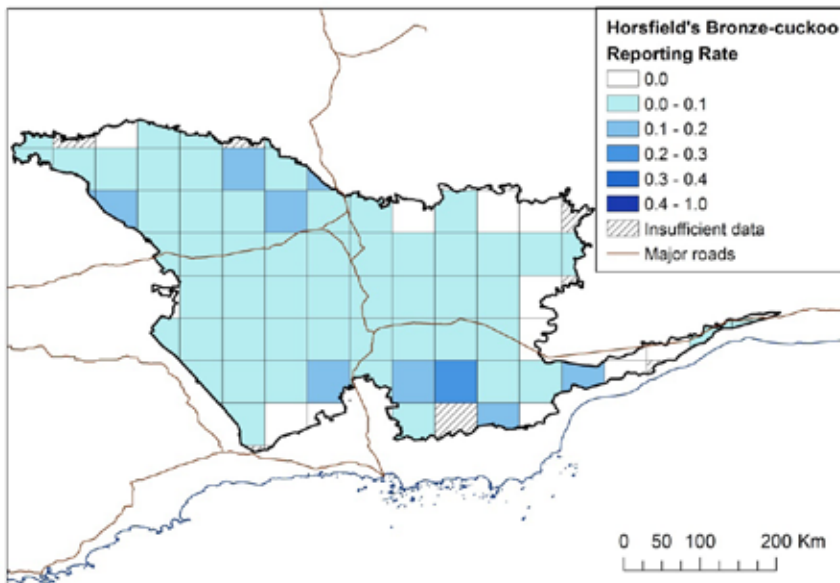 Horsfield's Bronze-cuckoo
Reporting Rate
0.0
0.0 - 0.1
0.1 - 0.2
0.2 - 0.3
0.3 - 0.4
0.4 - 1.0
Insufficient data
Major roads
0 50 100 200 Km